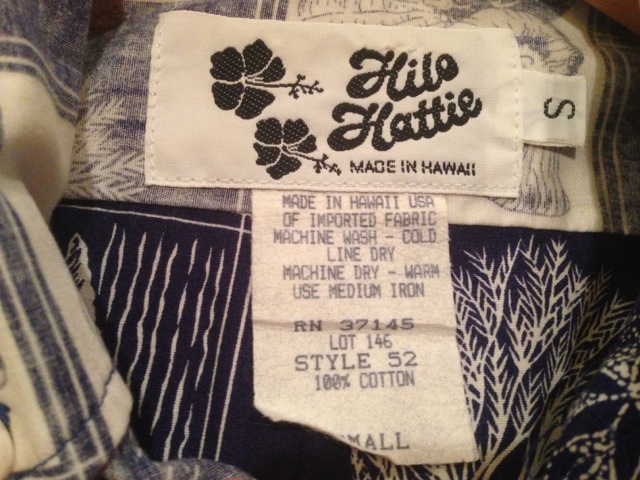 Hilo
Hattie
MADE IN HAWAII
S
MADE IN HAWAII USA
OF IMPORTED FABRIC
MACHINE WASH - COLD
LINE DRY
MACHINE DRY - WARM
USE MEDIUM IRON
RN 37145
LOT 146
STYLE 52
100% COTTON
SMALL